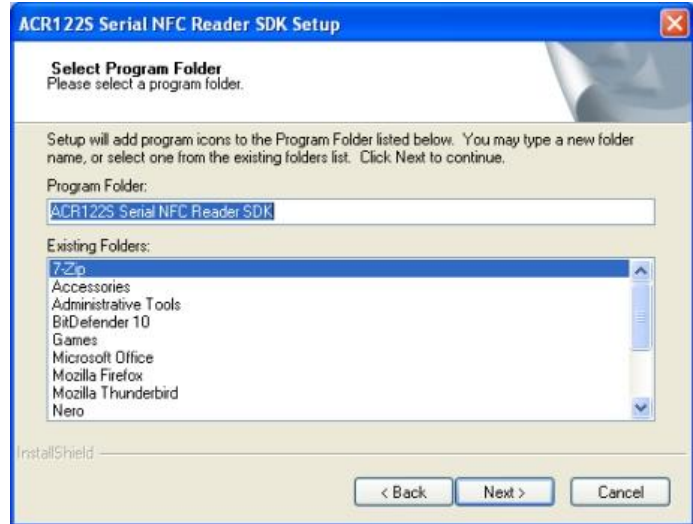 ACR122S Serial NFC Reader SDK Setup
Select Program Folder
Please select a program folder.
Setup will add program icons to the Program Folder listed below. You may type a new folder
name, or select one from the existing folders list. Click Next to continue.
Program Folder:
ACR122S Serial NFC Reader SDK
Existing Folders:
7-Zip
Accessories
Administrative Tools
BitDefender 10
Games
Microsoft Office
Mozilla Firefox
Mozilla Thunderbird
Nero
InstallShield
< Back Next > Cancel